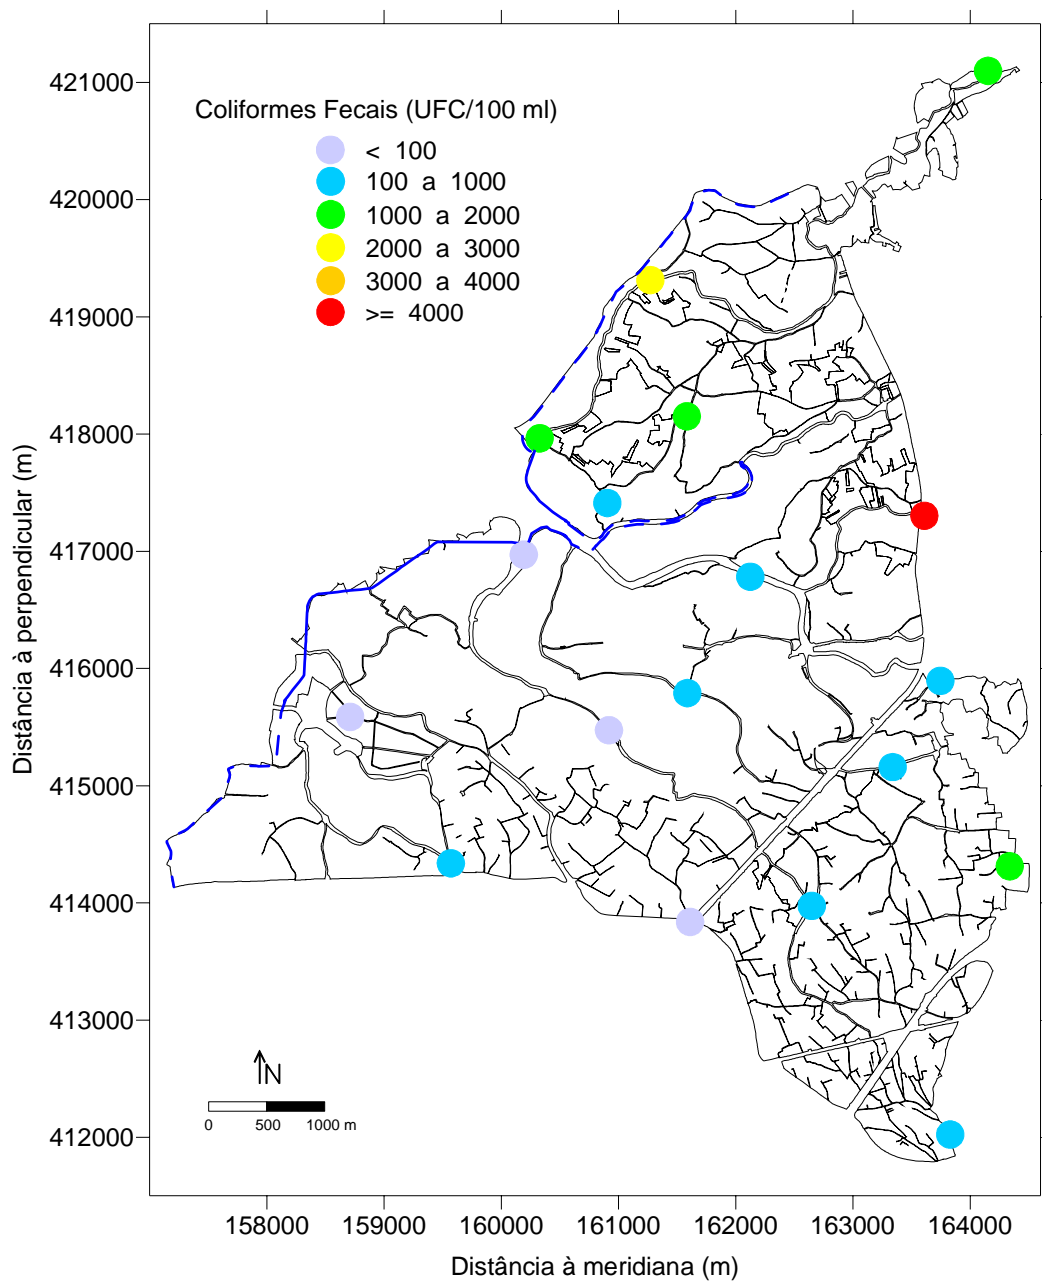 Coliformes Fecais (UFC/100 ml)
< 100
100 a 1000
1000 a 2000
2000 a 3000
3000 a 4000
>= 4000
421000
420000
419000
418000
417000
416000
415000
414000
413000
412000
Distância à perpendicular (m)
N
0 500 1000 m
158000 159000 160000 161000 162000 163000 164000
Distância à meridiana (m)